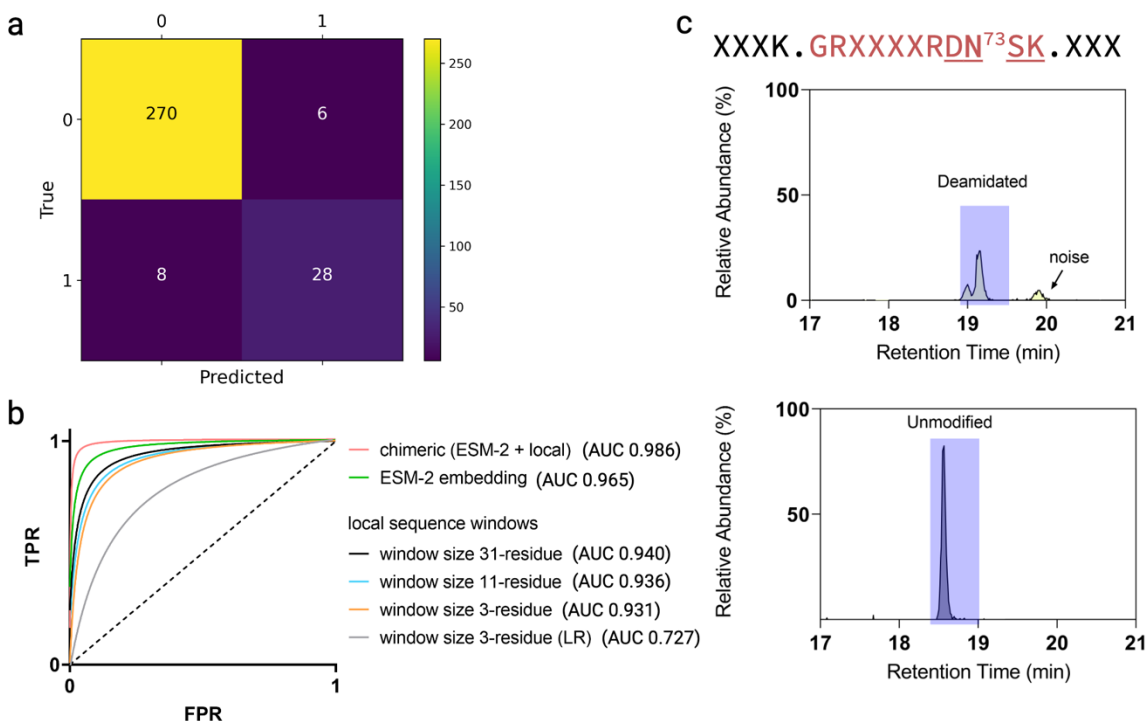 a
0 1
0
270 6
250
200
150
100
50
True
1
8 28
Predicted
b
1
TPR
0
0 1
FPR
chimeric (ESM-2 + local) (AUC 0.986)
ESM-2 embedding (AUC 0.965)
local sequence windows
window size 31-residue (AUC 0.940)
window size 11-residue (AUC 0.936)
window size 3-residue (AUC 0.931)
window size 3-residue (LR) (AUC 0.727)
c
XXXK.GRXXXXRDN⁷³SK.XXX
Relative Abundance (%)
100
50
0
Deamidated
noise
17 18 19 20 21
Retention Time (min)
Relative Abundance (%)
100
50
Unmodified
17 18 19 20 21
Retention Time (min)